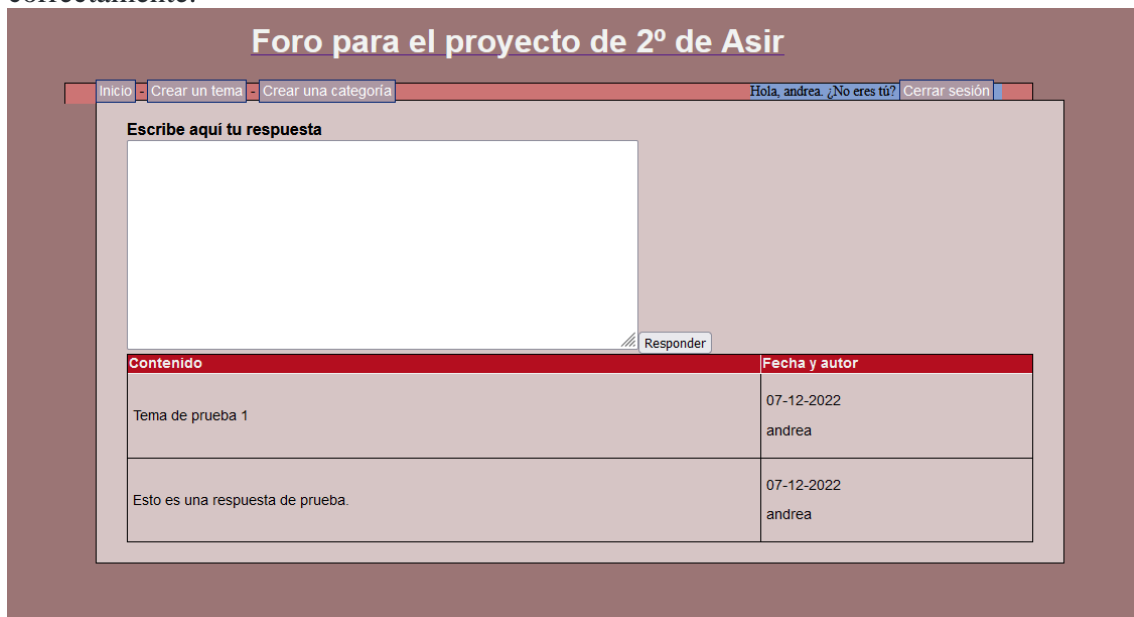 correctamente.
Foro para el proyecto de 2º de Asir
Inicio - Crear un tema - Crear una categoría Hola, andrea. ¿No eres tú? Cerrar sesión
Escribe aquí tu respuesta
Responder
Contenido Fecha y autor
Tema de prueba 1
07-12-2022
andrea
Esto es una respuesta de prueba.
07-12-2022
andrea